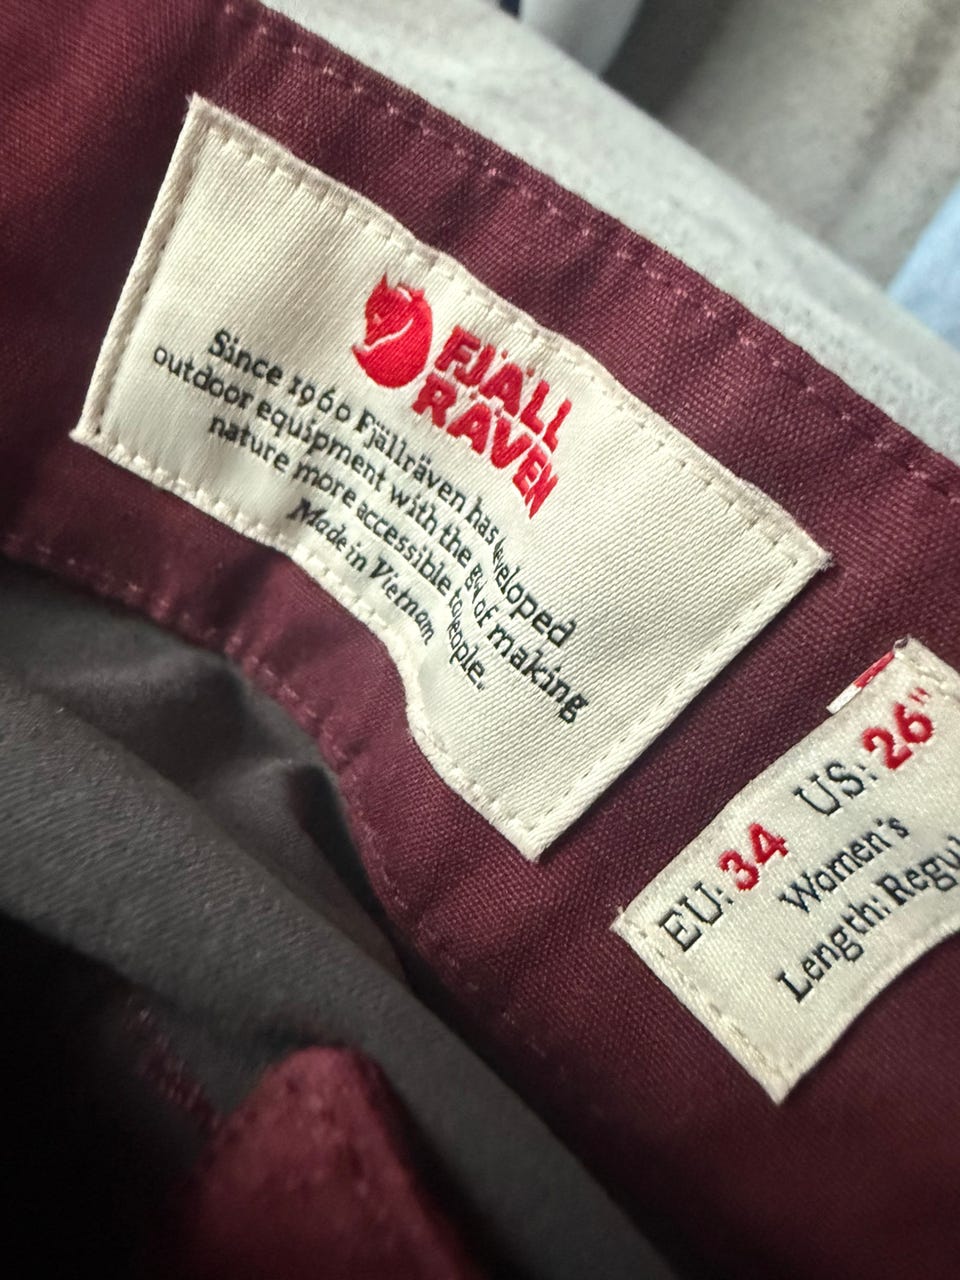 FJÄLL
RÄVEN
Since 1960 Fjällräven has developed
outdoor equipment with the of making
nature more accessible to people.
Made in Vietnam
EU: 34 US: 26"
Women's
Length: